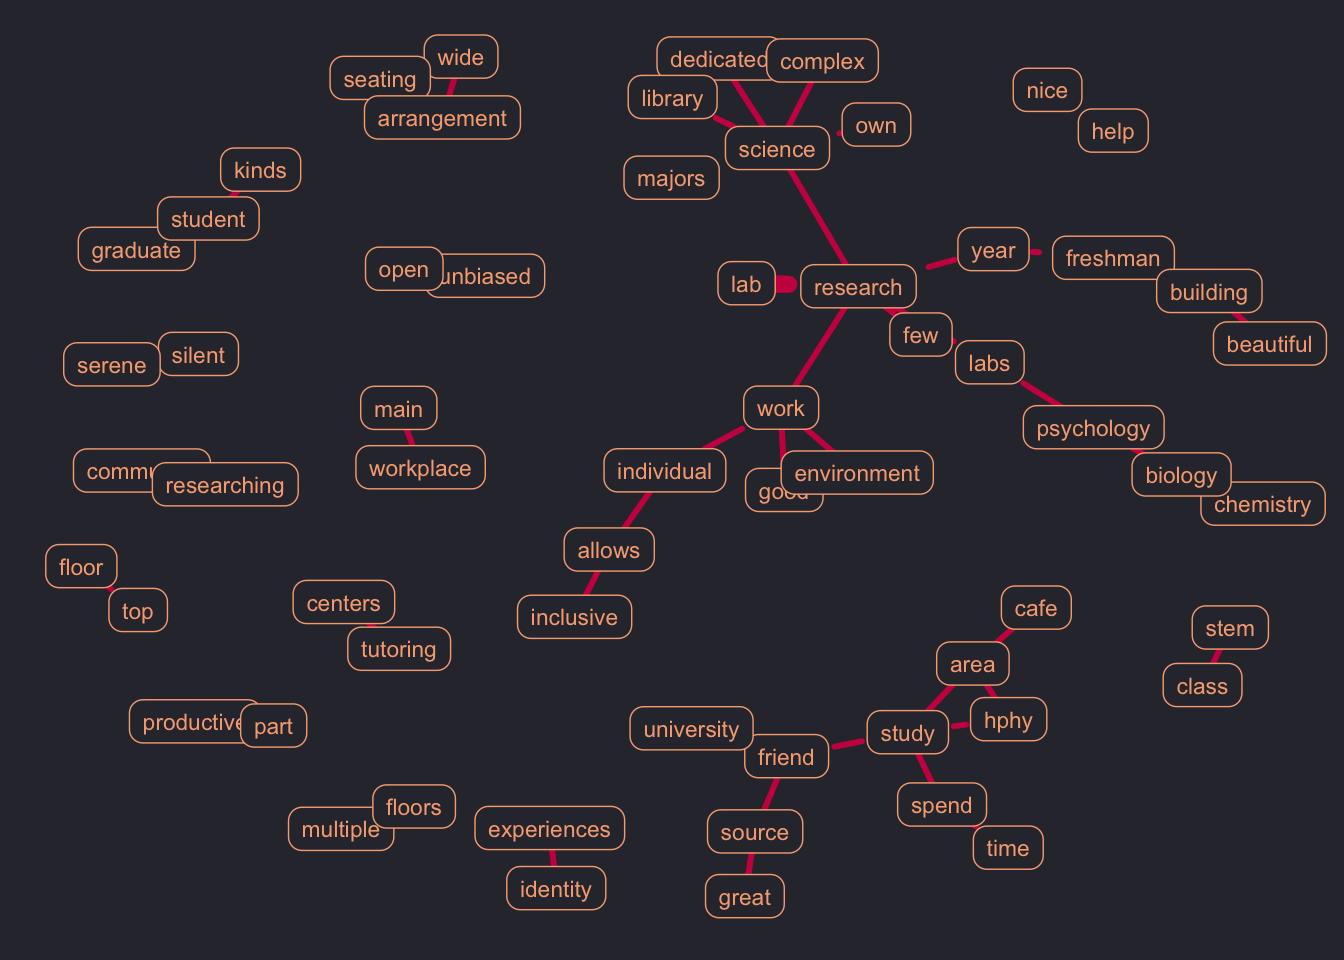 wide
seating
arrangement
dedicated
complex
library
own
science
majors
nice
help
kinds
student
graduate
open
unbiased
lab
research
year
freshman
building
beautiful
few
labs
silent
serene
main
workplace
work
individual
good
environment
psychology
biology
chemistry
researching
allows
inclusive
floor
top
centers
tutoring
cafe
area
hphy
study
stem
class
university
friend
productive
part
spend
time
source
great
floors
multiple
experiences
identity